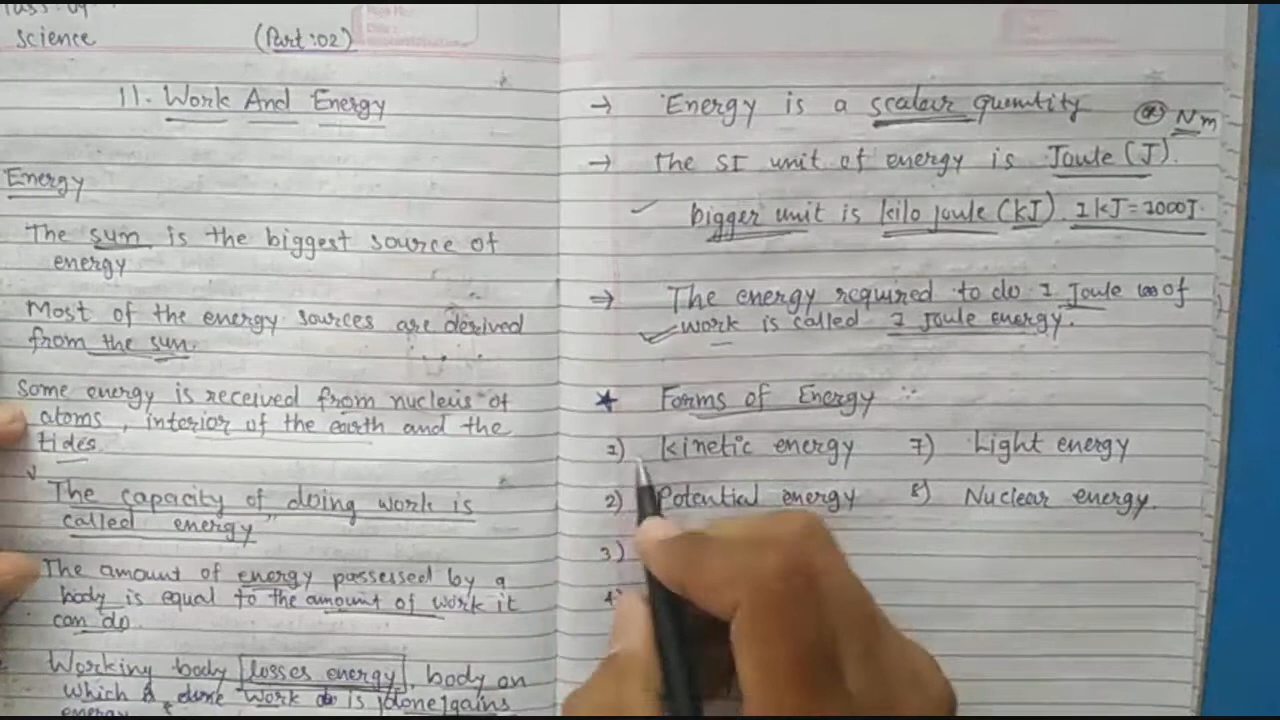 science
(Part:02)
11. Work And Energy
Energy
The sun is the biggest source of
energy
Most of the energy sources are derived
from the sun.
Some energy is received from nucleus of
atoms, interior of the earth and the
tides
The capacity of doing work is
called energy"
The amount of energy possessed by a
body is equal to the amount of work it
can do.
Working body losses energy, body on
which work is done gains
energy
→ Energy is a scalar quantity
(or) Nm
→ The SI unit of energy is Joule (J).
bigger unit is kilo joule (kJ). 1 kJ = 1000J.
⇒ The energy required to do 1 Joule of
work is called 1 Joule energy.
★ Forms of Energy :-
1) kinetic energy 7) Light energy
2) Potential energy 8) Nuclear energy.
3)
4)